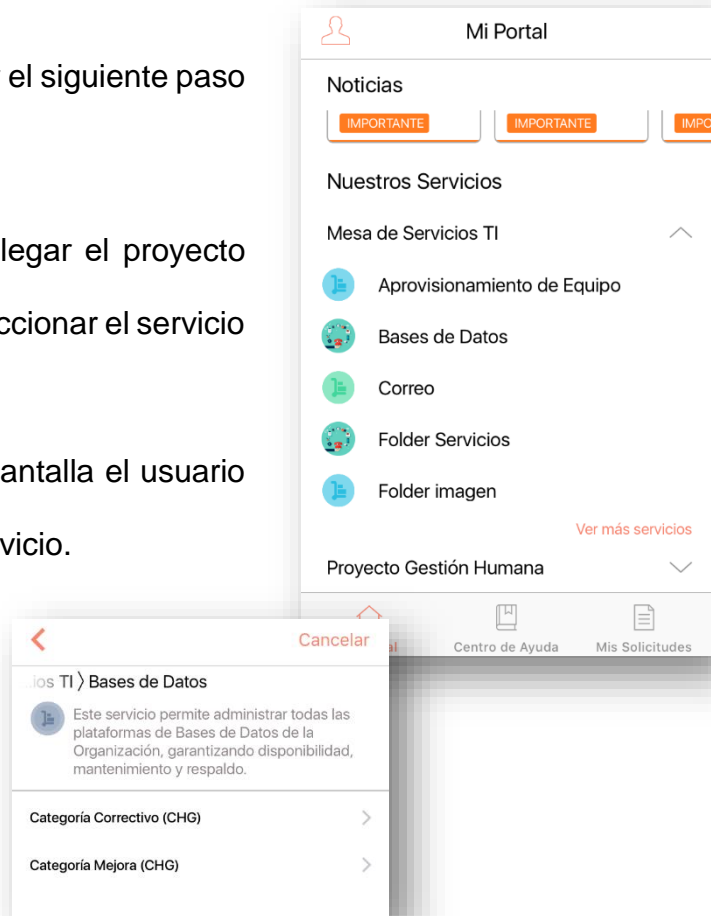 el siguiente paso
legar el proyecto
ccionar el servicio
antalla el usuario
vicio.
Mi Portal
Noticias
IMPORTANTE
IMPORTANTE
IMPO
Nuestros Servicios
Mesa de Servicios TI
Aprovisionamiento de Equipo
Bases de Datos
Correo
Folder Servicios
Folder imagen
Ver más servicios
Proyecto Gestión Humana
al
Centro de Ayuda
Mis Solicitudes
Cancelar
ios TI 〉 Bases de Datos
Este servicio permite administrar todas las
plataformas de Bases de Datos de la
Organización, garantizando disponibilidad,
mantenimiento y respaldo.
Categoría Correctivo (CHG)
Categoría Mejora (CHG)